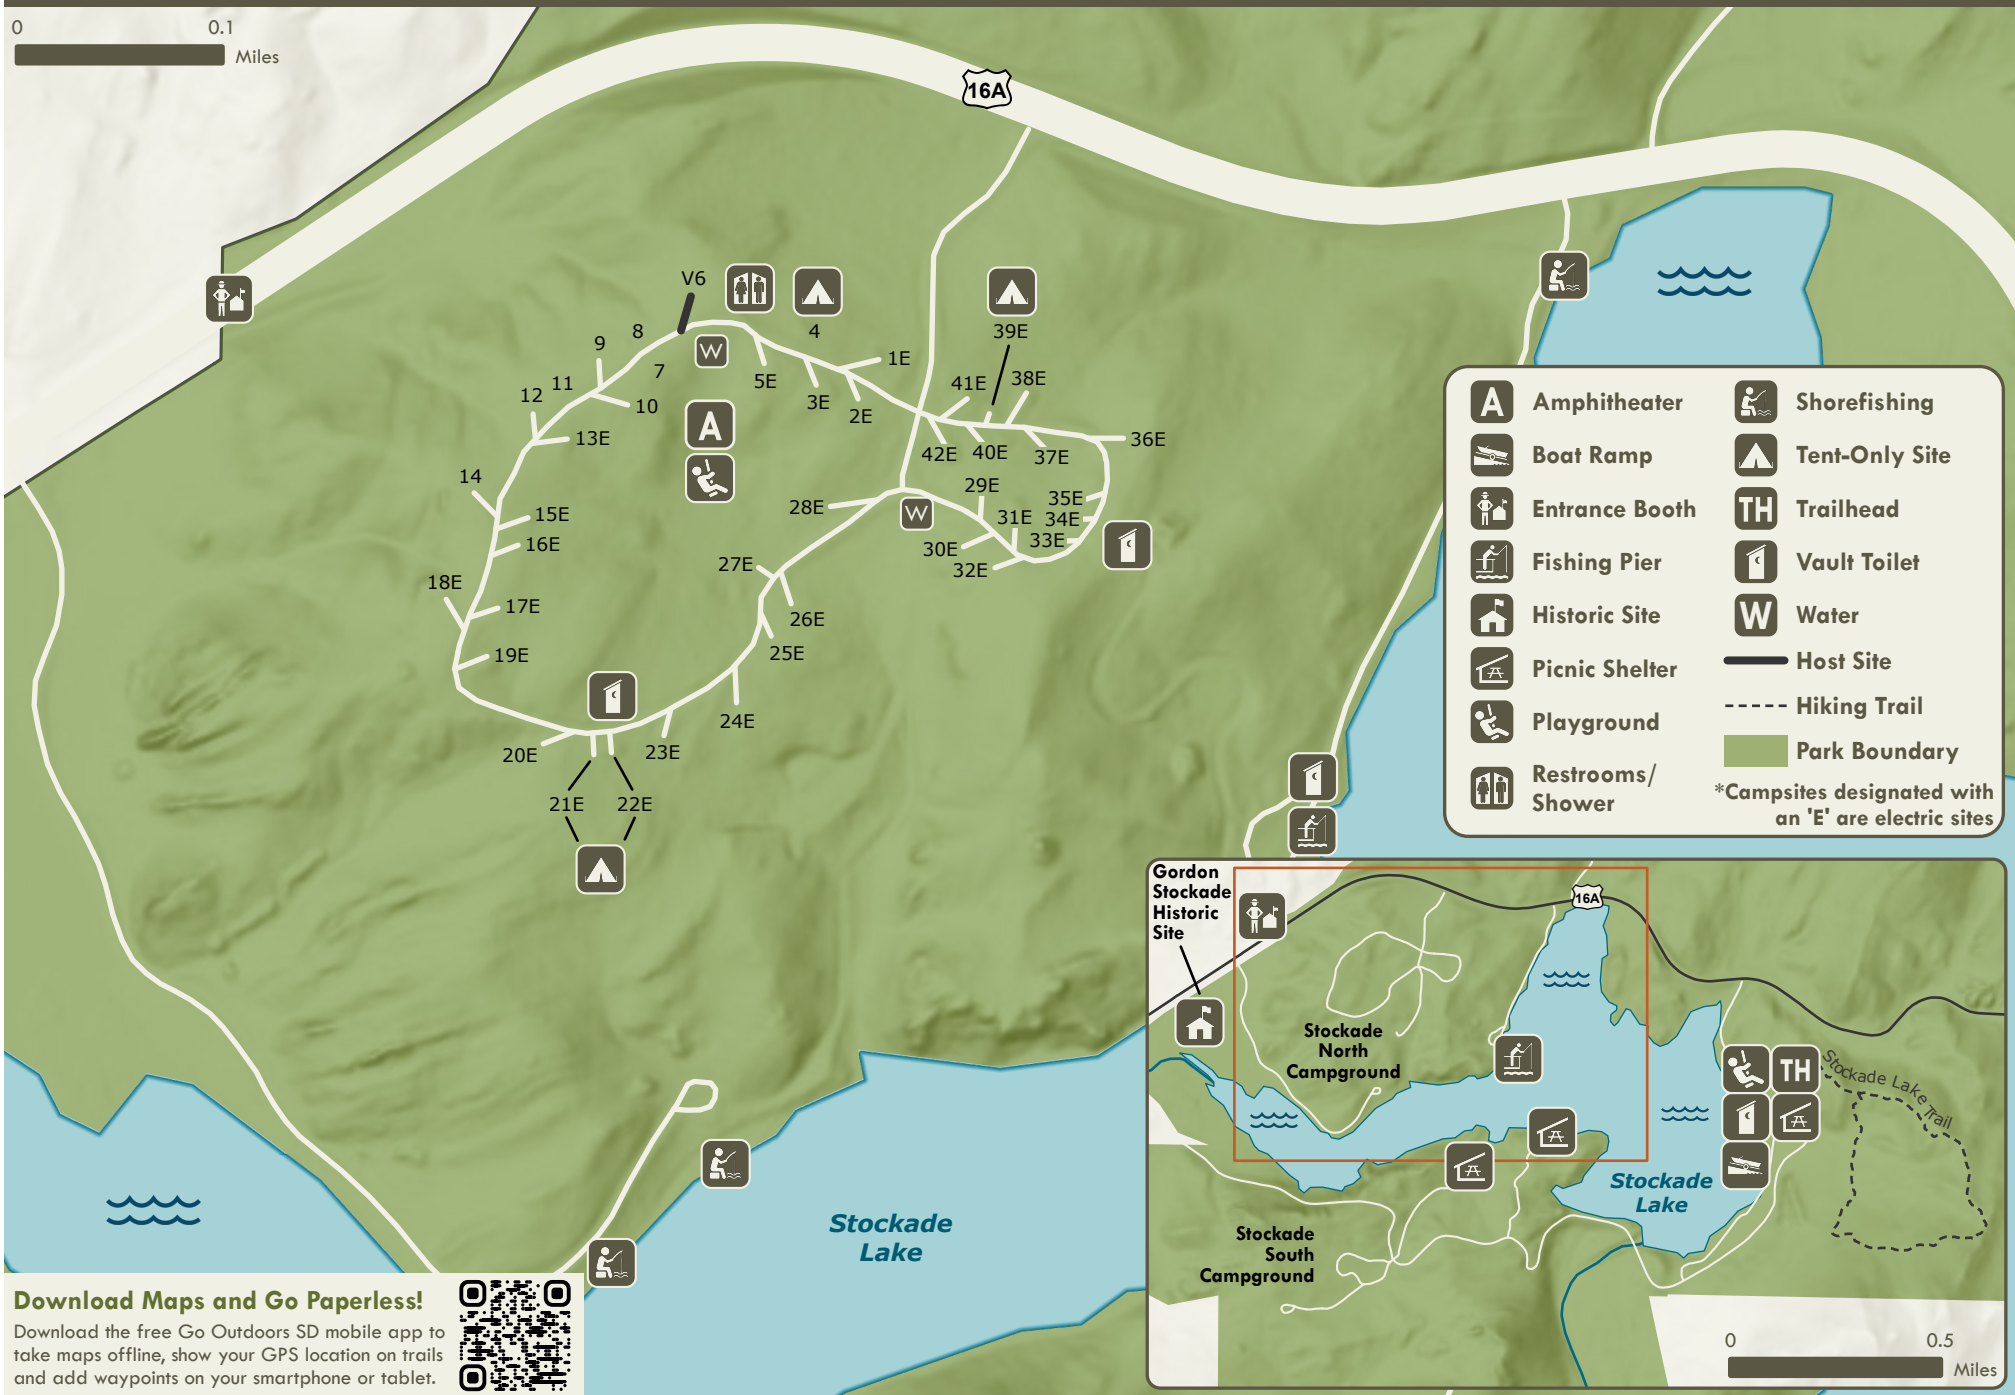 0 0.1
Miles
16A
V6
8
9
7
11
12
10
13E
14
15E
16E
18E
17E
19E
20E
21E
22E
23E
24E
25E
26E
27E
28E
4
5E
3E
2E
1E
39E
41E
38E
42E
40E
37E
36E
29E
31E
30E
32E
35E
34E
33E
W
W
A
A Amphitheater
Boat Ramp
Entrance Booth
Fishing Pier
Historic Site
Picnic Shelter
Playground
Restrooms/
Shower
Shorefishing
Tent-Only Site
TH Trailhead
Vault Toilet
W Water
Host Site
Hiking Trail
Park Boundary
*Campsites designated with
an 'E' are electric sites
Stockade
Lake
Gordon
Stockade
Historic
Site
16A
Stockade
North
Campground
TH
Stockade Lake Trail
Stockade
Lake
Stockade
South
Campground
0 0.5
Miles
Download Maps and Go Paperless!
Download the free Go Outdoors SD mobile app to
take maps offline, show your GPS location on trails
and add waypoints on your smartphone or tablet.